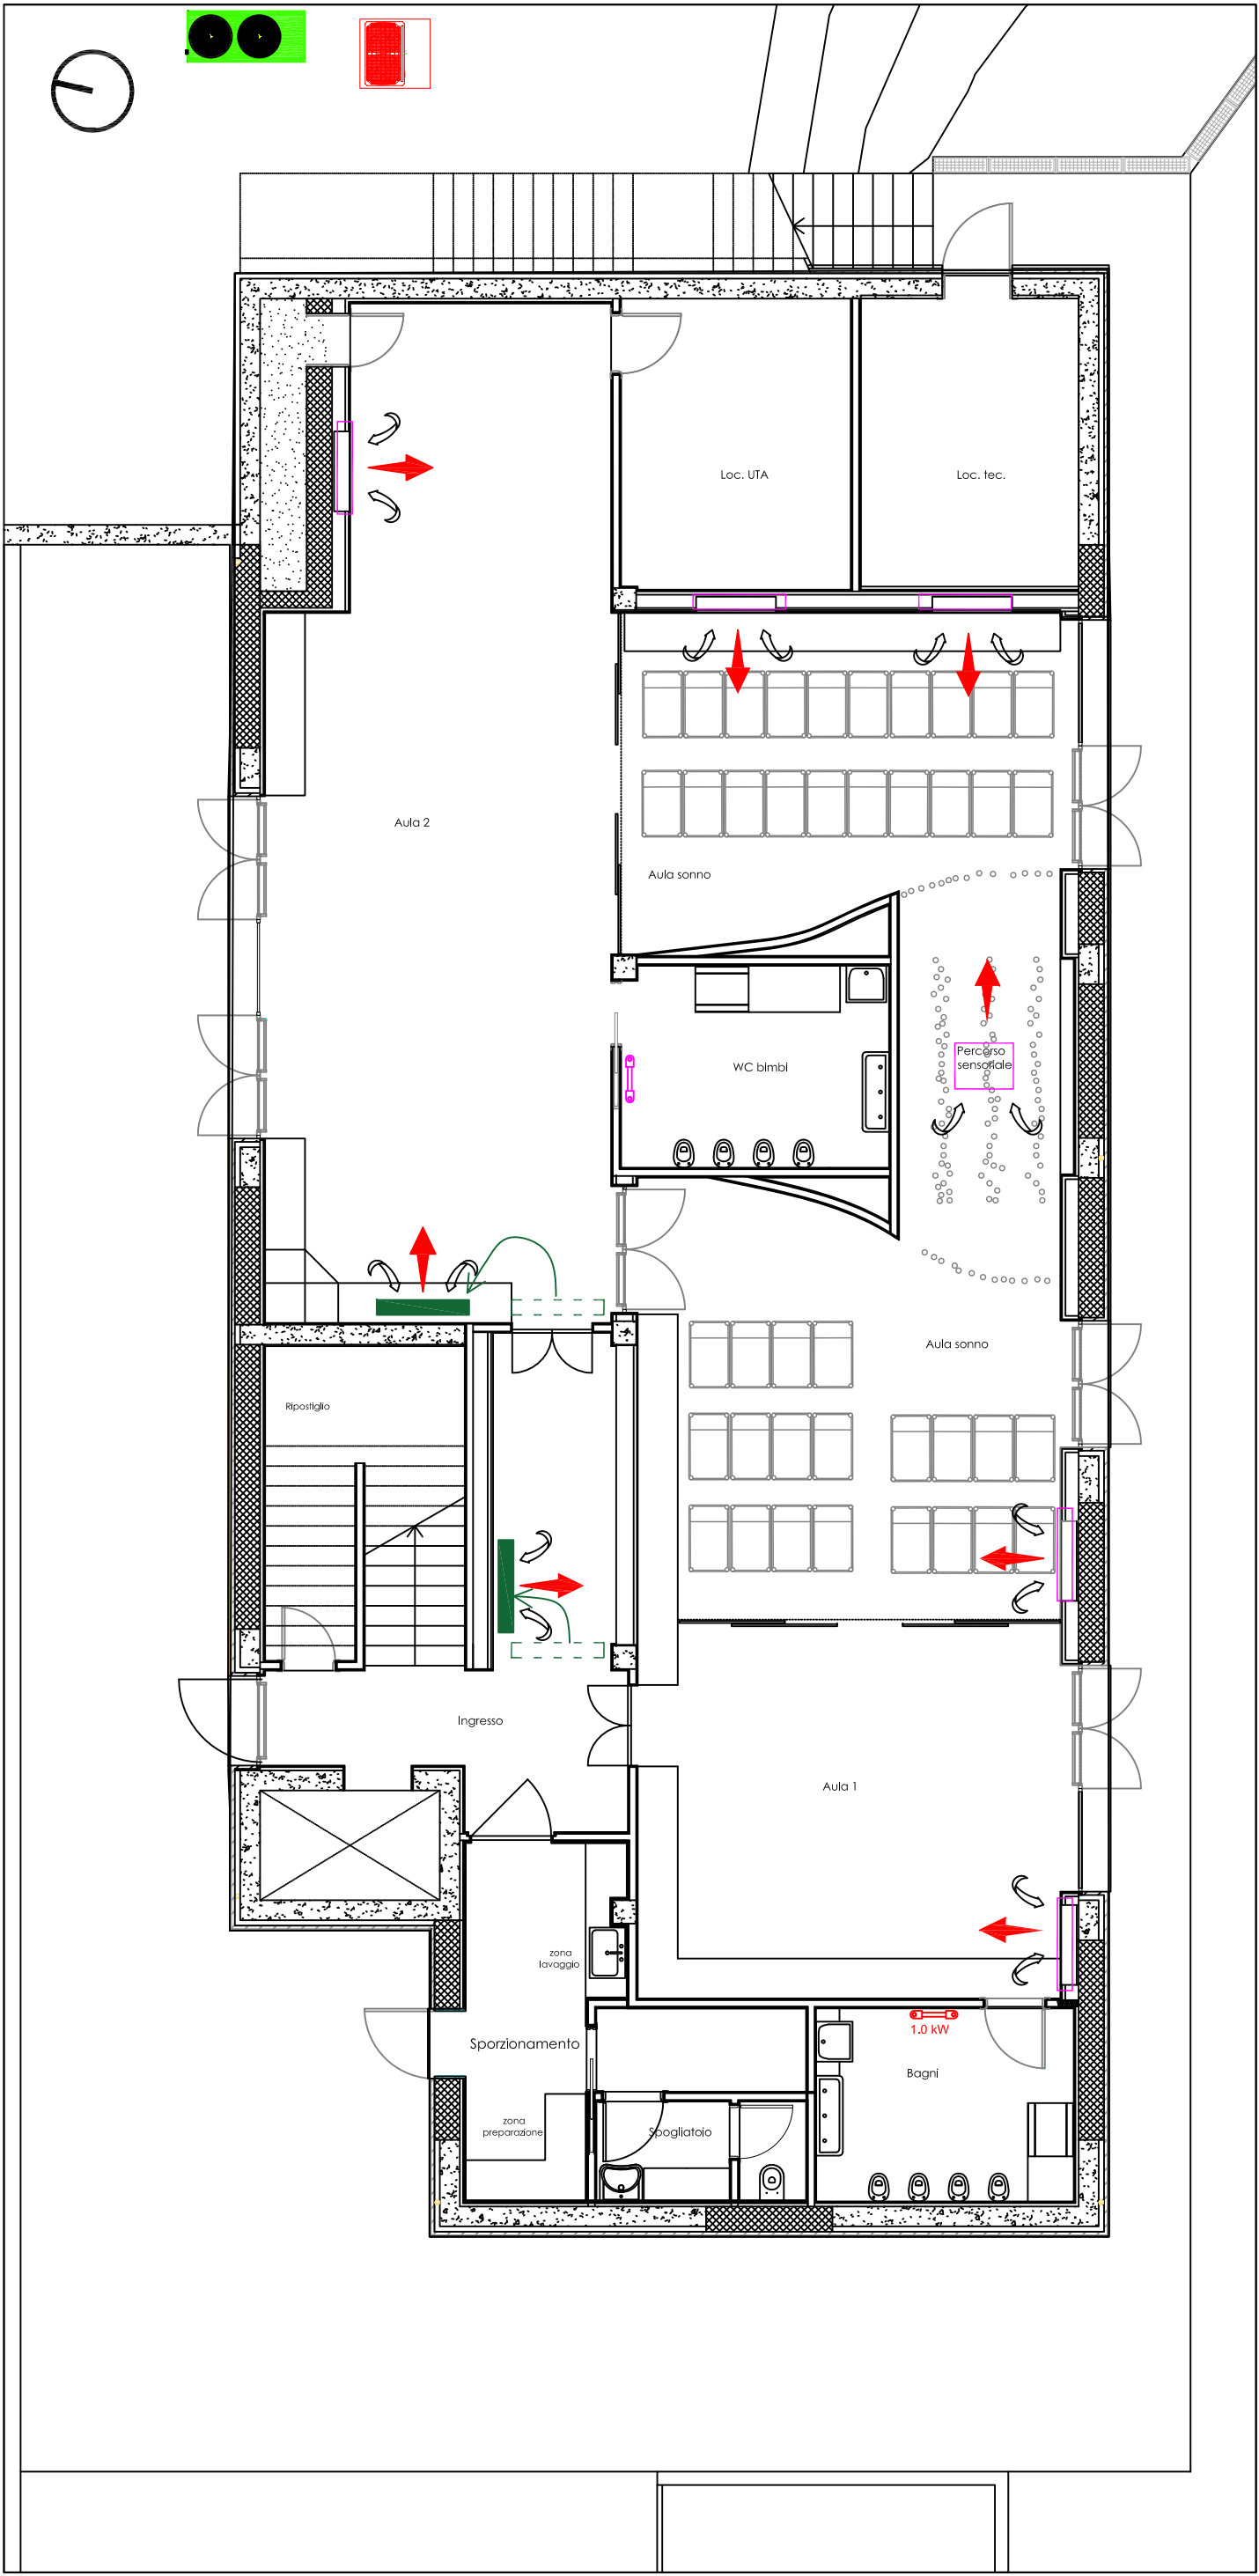 Loc. UTA
Loc. tec.
Aula 2
Aula sonno
Percorso
sensoriale
WC bimbi
Aula sonno
Ripostiglio
Ingresso
Aula 1
zona
lavaggio
1.0 kW
Sporzionamento
Bagni
zona
preparazione
Spogliatoio